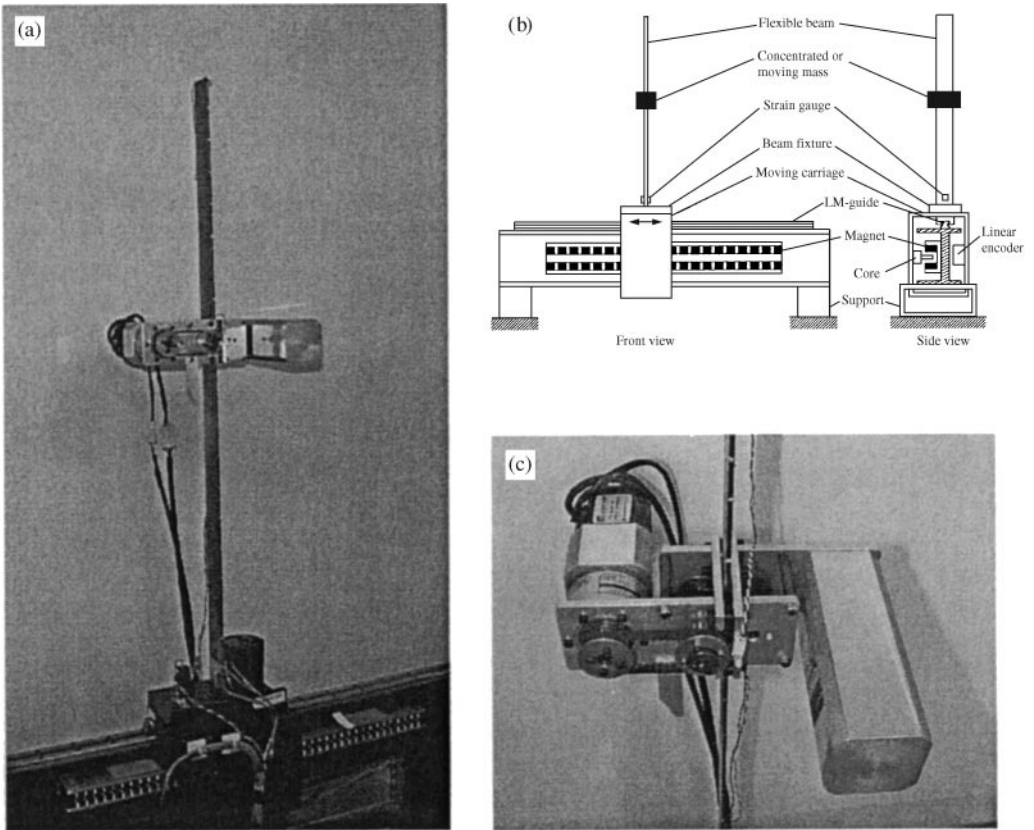 (a)
(b)
Flexible beam
Concentrated or
moving mass
Strain gauge
Beam fixture
Moving carriage
LM-guide
Magnet
Linear
encoder
Core
Support
Front view
Side view
(c)